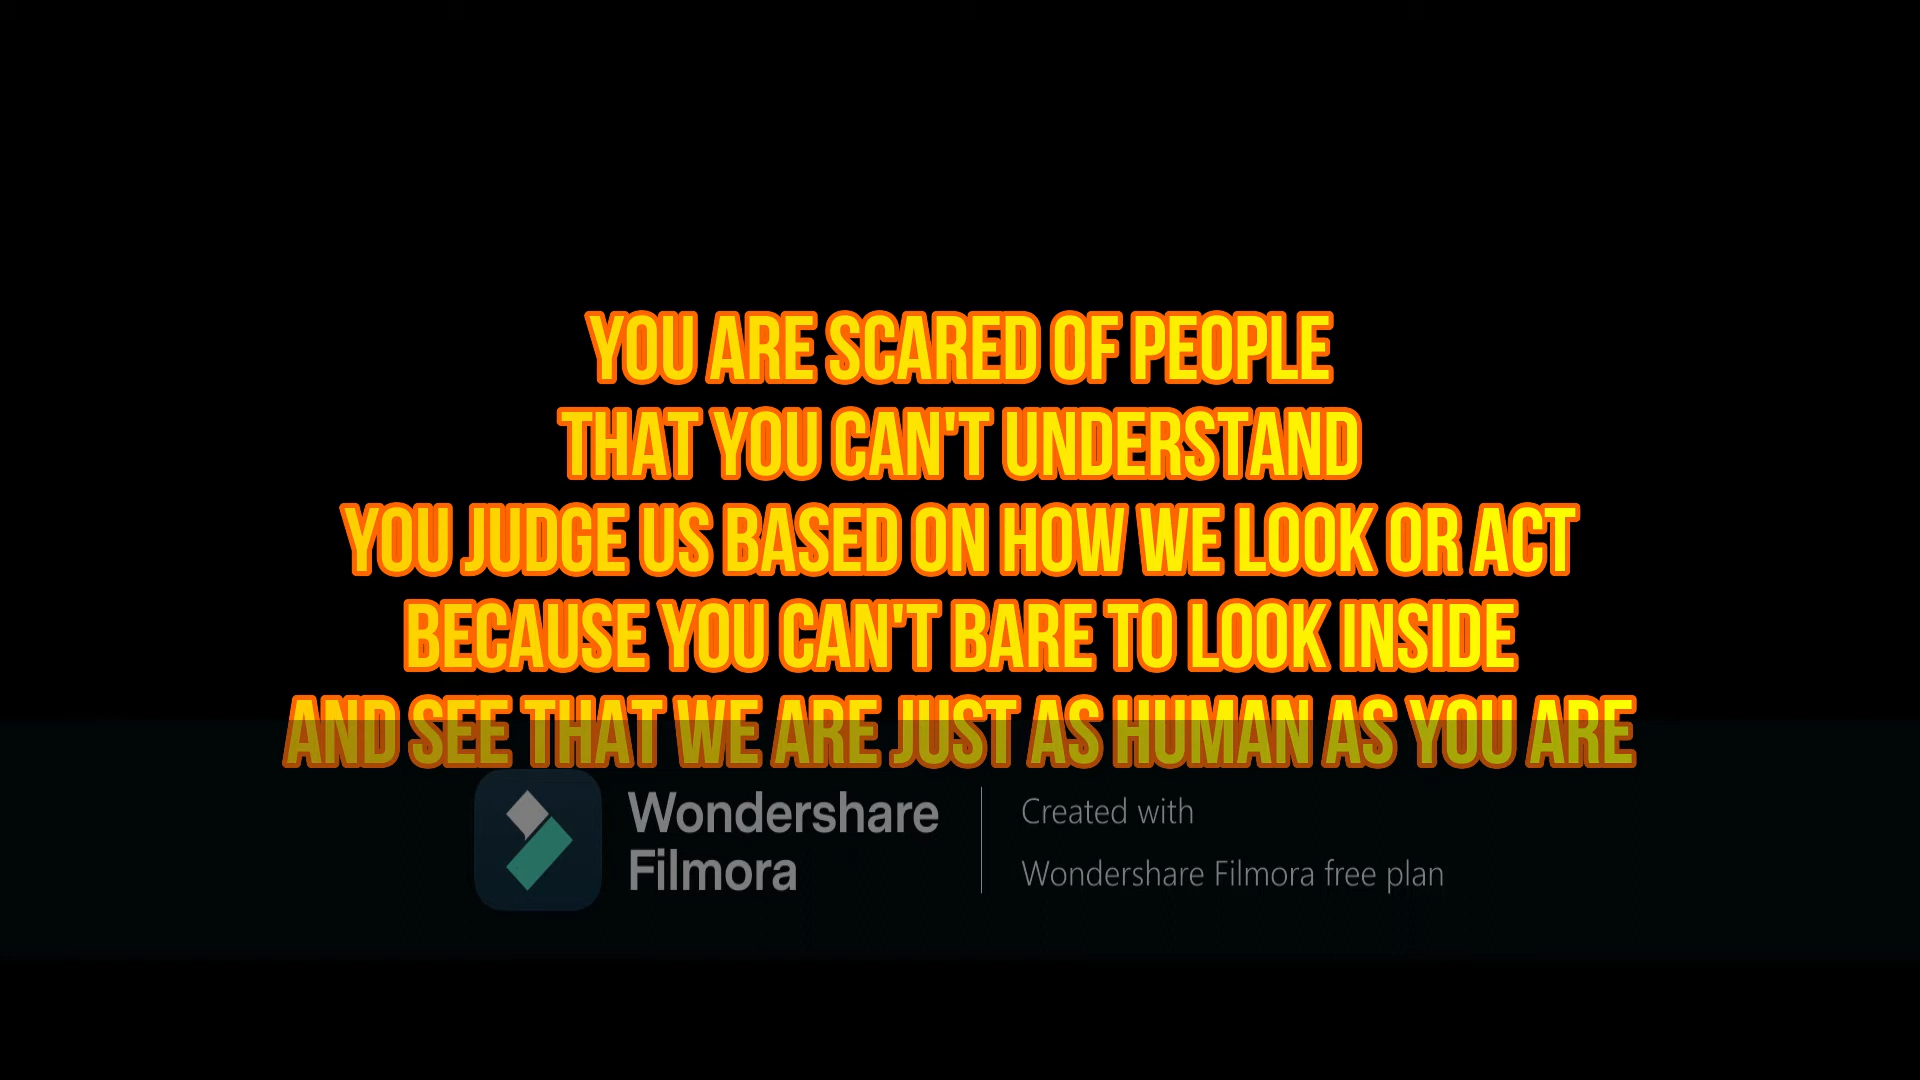 YOU ARE SCARED OF PEOPLE
THAT YOU CAN'T UNDERSTAND
YOU JUDGE US BASED ON HOW WE LOOK OR ACT
BECAUSE YOU CAN'T BARE TO LOOK INSIDE
AND SEE THAT WE ARE JUST AS HUMAN AS YOU ARE
Wondershare
Filmora
Created with
Wondershare Filmora free plan